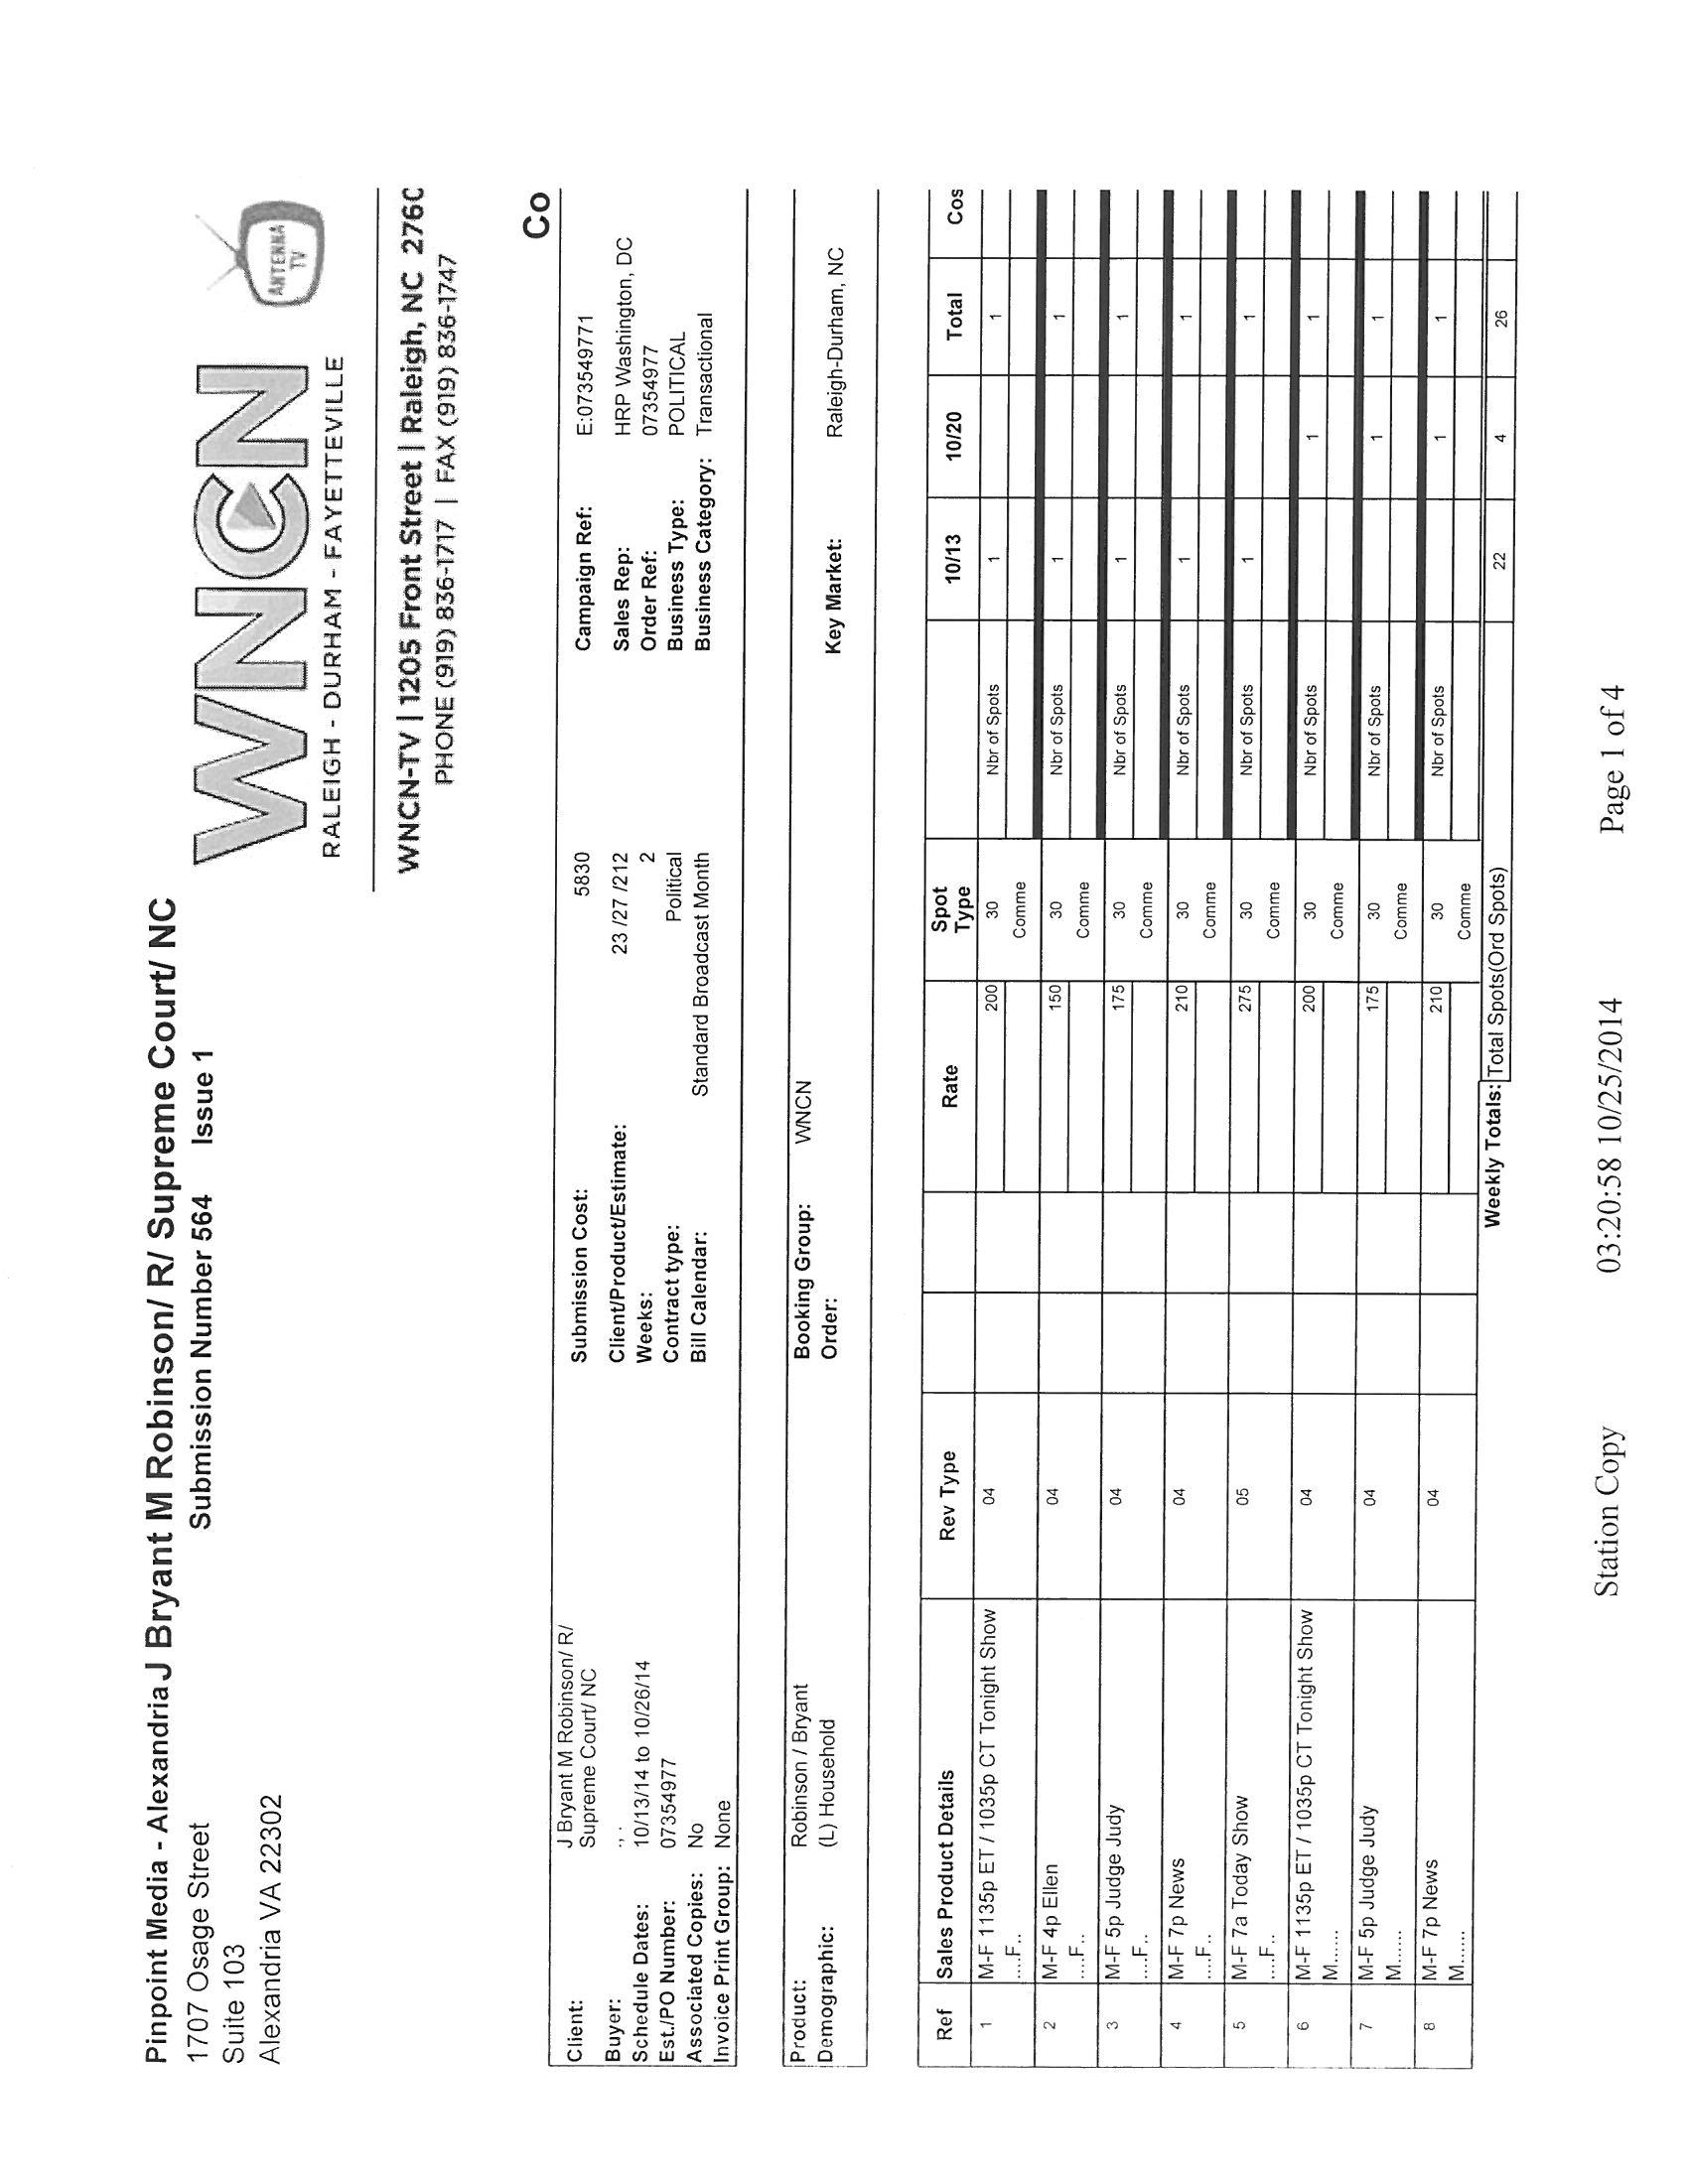 Pinpoint Media - Alexandria J Bryant M Robinson/ R/ Supreme Court/ NC
1707 Osage Street
Submission Number 564 Issue 1
Suite 103
Alexandria VA 22302
WNCN
ANTENNA TV
RALEIGH - DURHAM - FAYETTEVILLE
WNCN-TV | 1205 Front Street | Raleigh, NC 2760
PHONE (919) 836-1717 | FAX (919) 836-1747
Co
Client: J Bryant M Robinson/ R/ Supreme Court/ NC Submission Cost: 5830 Campaign Ref: E:073549771
Buyer: ., . Client/Product/Estimate: 23 /27 /212 Sales Rep: HRP Washington, DC
Schedule Dates: 10/13/14 to 10/26/14 Weeks: 2 Order Ref: 07354977
Est./PO Number: 07354977 Contract type: Political Business Type: POLITICAL
Associated Copies: No Bill Calendar: Standard Broadcast Month Business Category: Transactional
Invoice Print Group: None
Product: Robinson / Bryant Booking Group: WNCN
Demographic: (L) Household Order: Key Market: Raleigh-Durham, NC
Ref Sales Product Details Rev Type Rate Spot Type 10/13 10/20 Total Cos
1 M-F 1135p ET / 1035p CT Tonight Show 04 200 30 Nbr of Spots 1 1
....F.. Comme
2 M-F 4p Ellen 04 150 30 Nbr of Spots 1 1
....F.. Comme
3 M-F 5p Judge Judy 04 175 30 Nbr of Spots 1 1
....F.. Comme
4 M-F 7p News 04 210 30 Nbr of Spots 1 1
....F.. Comme
5 M-F 7a Today Show 05 275 30 Nbr of Spots 1 1
....F.. Comme
6 M-F 1135p ET / 1035p CT Tonight Show 04 200 30 Nbr of Spots 1 1
M...... Comme
7 M-F 5p Judge Judy 04 175 30 Nbr of Spots 1 1
M...... Comme
8 M-F 7p News 04 210 30 Nbr of Spots 1 1
M...... Comme
Weekly Totals: Total Spots(Ord Spots) 22 4 26
Station Copy 03:20:58 10/25/2014 Page 1 of 4